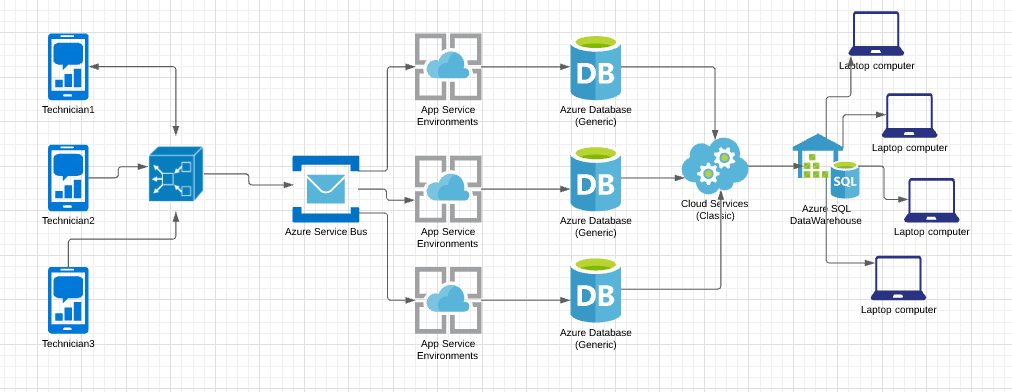 Laptop computer
Technician1
App Service
Environments
DB
Azure Database
(Generic)
Laptop computer
Technician2
Azure Service Bus
App Service
Environments
DB
Azure Database
(Generic)
Cloud Services
(Classic)
SQL
Azure SQL
DataWarehouse
Laptop computer
Laptop computer
Technician3
App Service
Environments
DB
Azure Database
(Generic)